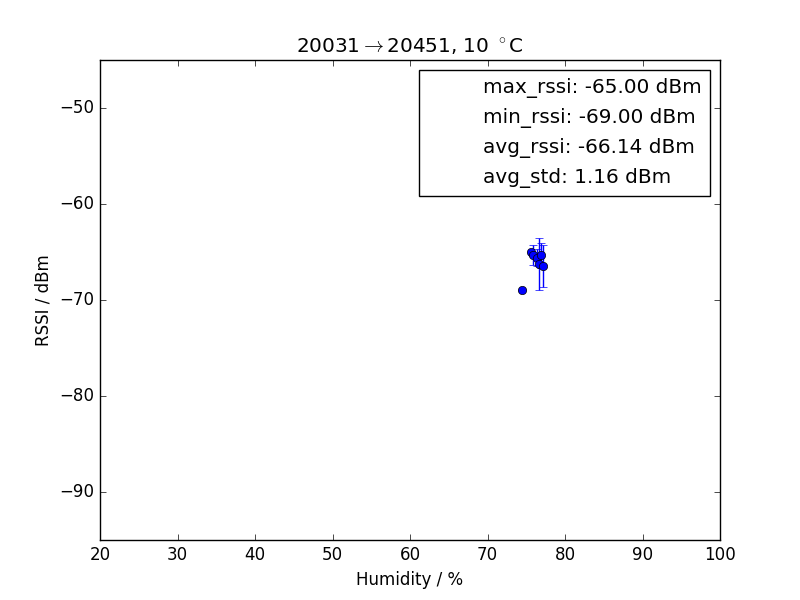 20031→20451, 10 °C
max_rssi: -65.00 dBm
min_rssi: -69.00 dBm
avg_rssi: -66.14 dBm
avg_std: 1.16 dBm
RSSI / dBm
−50
−60
−70
−80
−90
20 30 40 50 60 70 80 90 100
Humidity / %